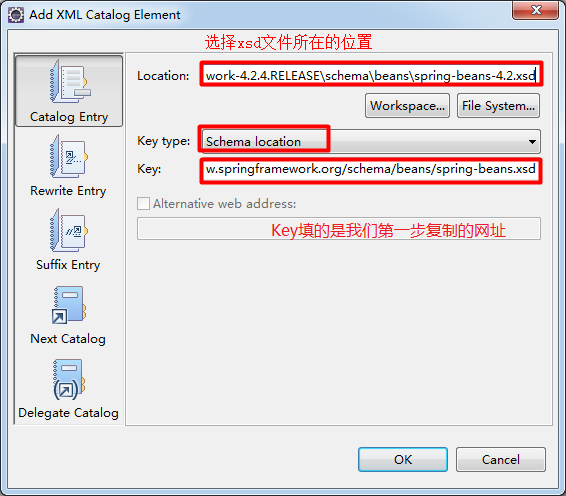 Add XML Catalog Element
选择xsd文件所在的位置
Location: work-4.2.4.RELEASE\schema\beans\spring-beans-4.2.xsd
Workspace... File System...
Key type: Schema location
Key: w.springframework.org/schema/beans/spring-beans.xsd
Alternative web address:
Key填的是我们第一步复制的网址
Catalog Entry
Rewrite Entry
Suffix Entry
Next Catalog
Delegate Catalog
OK Cancel